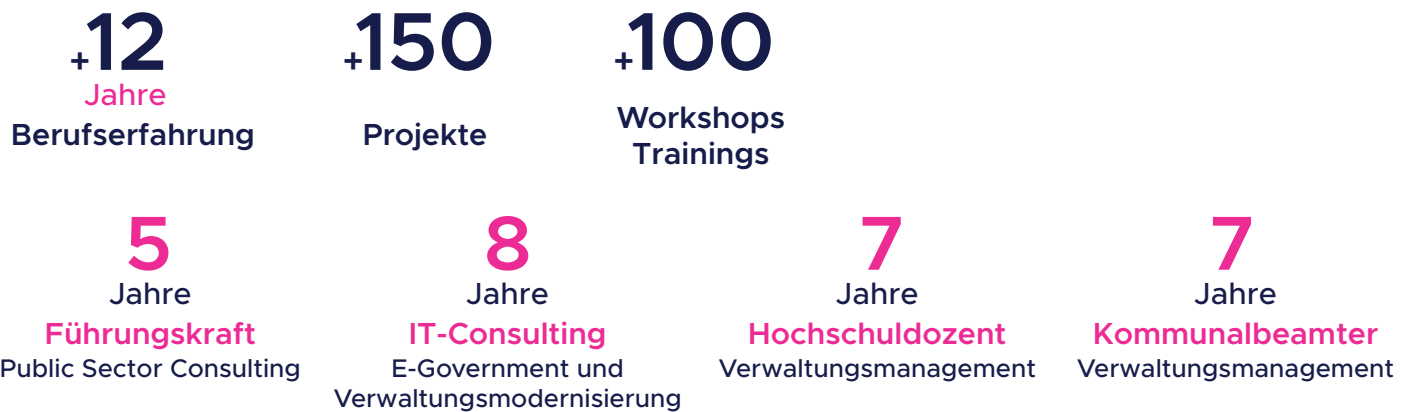 +12
Jahre
Berufserfahrung
+150
Projekte
+100
Workshops
Trainings
5
Jahre
Führungskraft
Public Sector Consulting
8
Jahre
IT-Consulting
E-Government und
Verwaltungsmodernisierung
7
Jahre
Hochschuldozent
Verwaltungsmanagement
7
Jahre
Kommunalbeamter
Verwaltungsmanagement